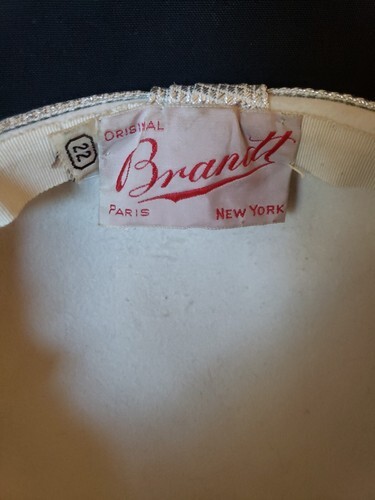 ORIGINAL
Brandt
PARIS NEW YORK
22